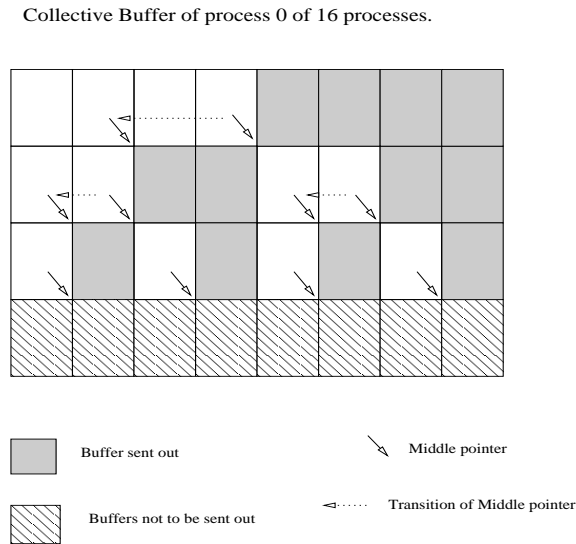 Collective Buffer of process 0 of 16 processes.
Buffer sent out
Middle pointer
Buffers not to be sent out
Transition of Middle pointer